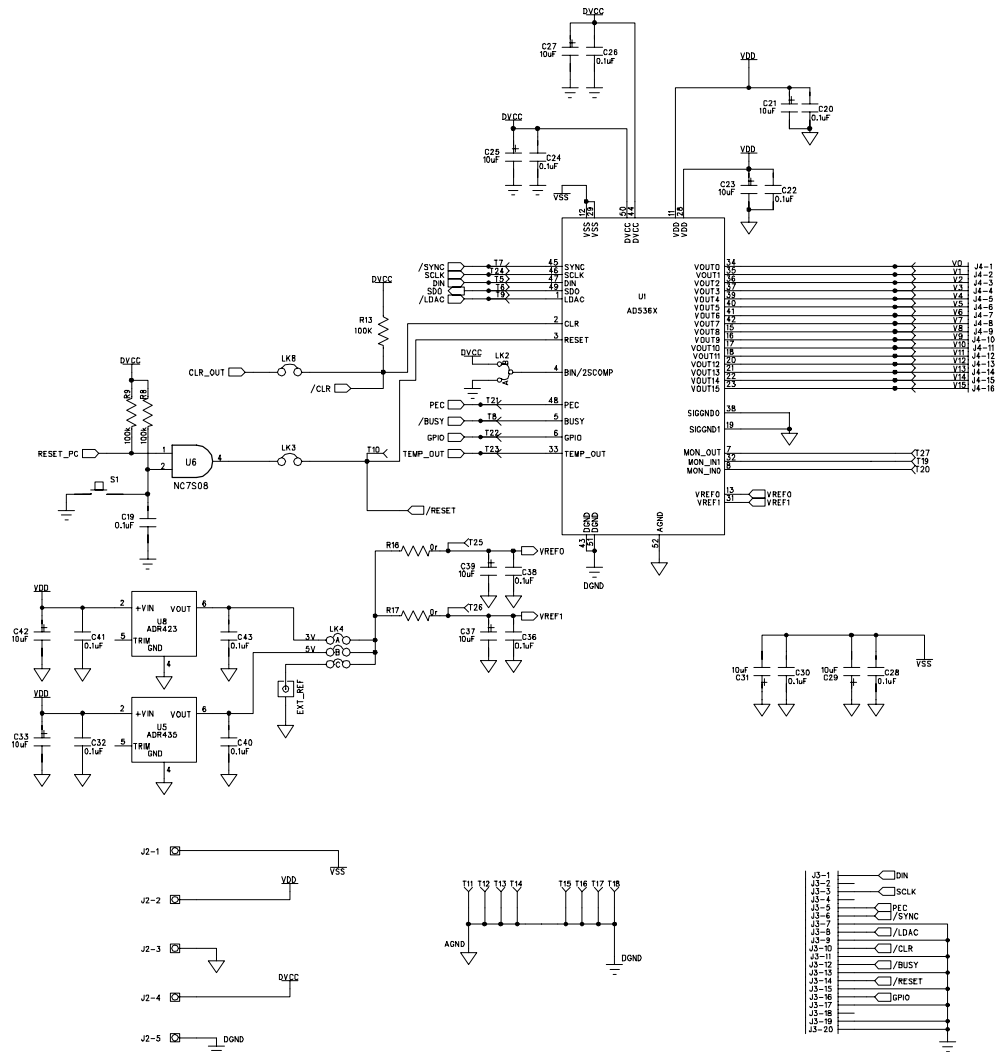 DVCC
C27 10uF
C26 0.1uF
VDD
C21 10uF
C20 0.1uF
DVCC
C25 10uF
C24 0.1uF
VDD
C23 10uF
C22 0.1uF
VSS
12 29 50 44 11 28
VSS VSS DVCC DVCC VDD VDD
U1
AD536X
/SYNC T7 45 SYNC
SCLK T24 46 SCLK
DIN T5 47 DIN
SDO T6 49 SDO
/LDAC T9 1 LDAC
2 CLR
3 RESET
4 BIN/2SCOMP
PEC T21 48 PEC
/BUSY T8 5 BUSY
GPIO T22 6 GPIO
TEMP_OUT T23 33 TEMP_OUT
VOUT0 34 V0 J4-1
VOUT1 35 V1 J4-2
VOUT2 36 V2 J4-3
VOUT3 37 V3 J4-4
VOUT4 39 V4 J4-5
VOUT5 40 V5 J4-6
VOUT6 41 V6 J4-7
VOUT7 42 V7 J4-8
VOUT8 15 V8 J4-9
VOUT9 16 V9 J4-10
VOUT10 17 V10 J4-11
VOUT11 18 V11 J4-12
VOUT12 20 V12 J4-13
VOUT13 21 V13 J4-14
VOUT14 22 V14 J4-15
VOUT15 23 V15 J4-16
SIGGND0 38
SIGGND1 19
MON_OUT 7 T27
MON_IN1 32 T19
MON_IN0 8 T20
VREF0 13 VREF0
VREF1 31 VREF1
DGND DGND AGND
43 51 52
DGND
DVCC
R13 100K
CLR_OUT
LK8
/CLR
DVCC
LK2
B
A
DVCC
R9 100k
R8 100k
RESET_PC
1
2
4
U6
NC7S08
LK3
T10
/RESET
S1
C19 0.1uF
R16 0r T25
VREF0
C39 10uF
C38 0.1uF
R17 0r T26
VREF1
C37 10uF
C36 0.1uF
VDD
C42 10uF
C41 0.1uF
2 +VIN VOUT 6
U8
ADR423
5 TRIM
GND
4
C43 0.1uF
LK4
3V A
5V B
C
EXT_REF
VDD
C33 10uF
C32 0.1uF
2 +VIN VOUT 6
U5
ADR435
5 TRIM
GND
4
C40 0.1uF
10uF C31
C30 0.1uF
10uF C29
C28 0.1uF
VSS
J2-1
VSS
J2-2
VDD
J2-3
J2-4
DVCC
J2-5
DGND
T11 T12 T13 T14 T15 T16 T17 T18
AGND
DGND
J3-1 DIN
J3-2
J3-3 SCLK
J3-4
J3-5 PEC
J3-6 /SYNC
J3-7
J3-8 /LDAC
J3-9
J3-10 /CLR
J3-11
J3-12 /BUSY
J3-13
J3-14 /RESET
J3-15
J3-16 GPIO
J3-17
J3-18
J3-19
J3-20